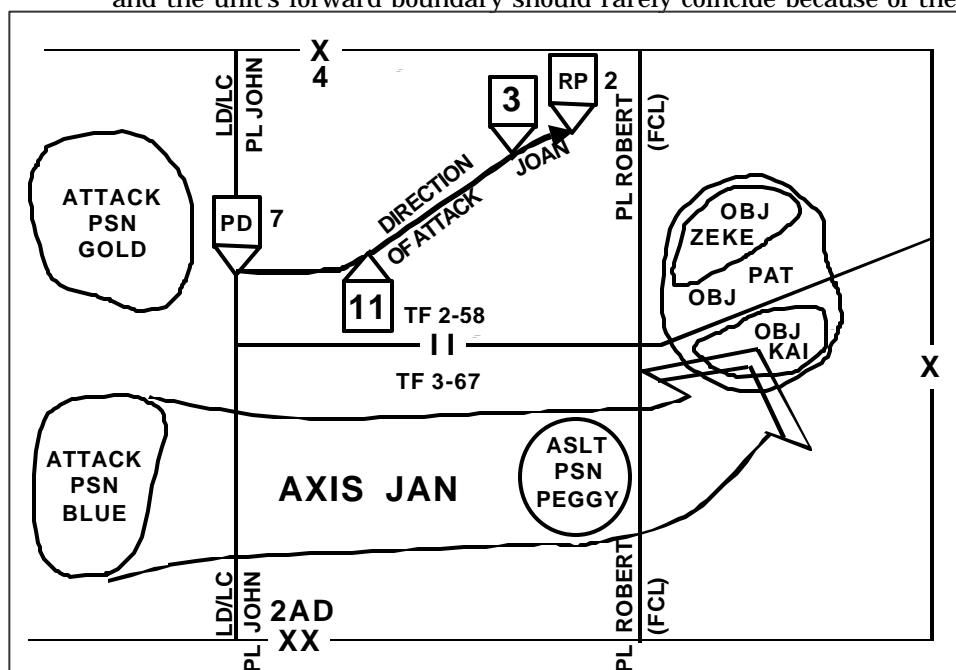 and the unit's forward boundary should rarely coincide because of the
X
4
LD/LC
PL JOHN
3
RP
2
PL ROBERT
(FCL)
ATTACK
PSN
GOLD
PD
7
DIRECTION
OF ATTACK
JOAN
11
OBJ
ZEKE
OBJ
PAT
OBJ
KAI
TF 2-58
I I
TF 3-67
X
ATTACK
PSN
BLUE
AXIS JAN
ASLT
PSN
PEGGY
LD/LC
PL JOHN
2AD
XX
PL ROBERT
(FCL)